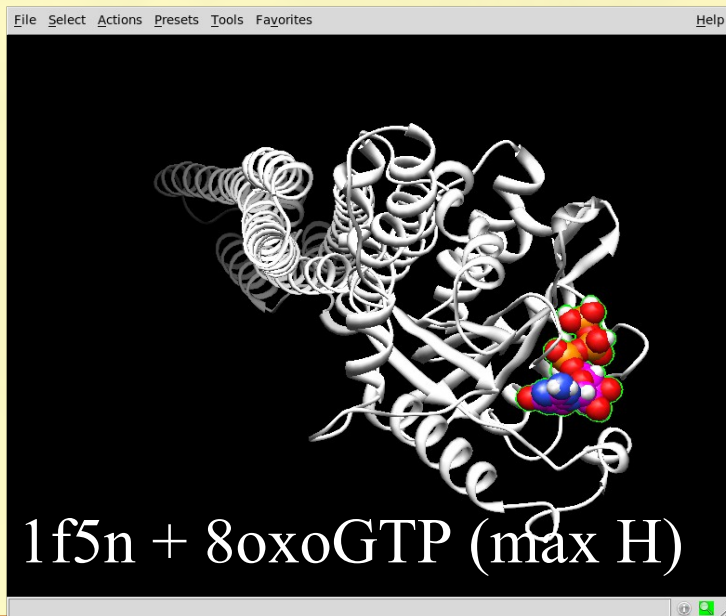 File Select Actions Presets Tools Favorites Help
1f5n + 8oxoGTP (max H)